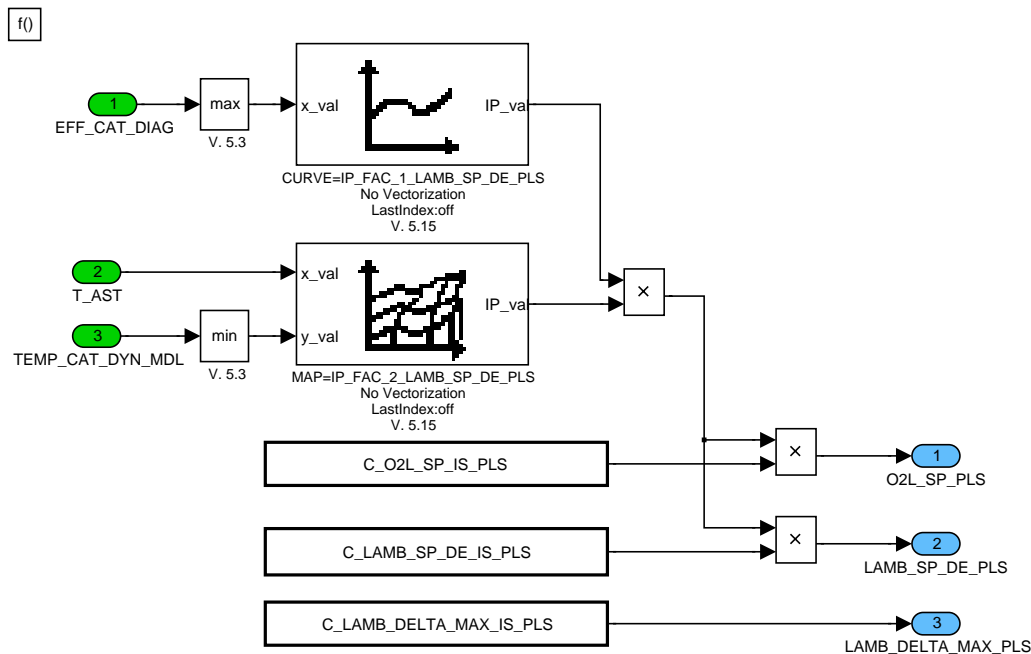 f()
1
EFF_CAT_DIAG
max
V. 5.3
x_val
IP_va
CURVE=IP_FAC_1_LAMB_SP_DE_PLS
No Vectorization
LastIndex:off
V. 5.15
2
T_AST
3
TEMP_CAT_DYN_MDL
min
V. 5.3
x_val
y_val
IP_va
MAP=IP_FAC_2_LAMB_SP_DE_PLS
No Vectorization
LastIndex:off
V. 5.15
×
C_O2L_SP_IS_PLS
×
1
O2L_SP_PLS
C_LAMB_SP_DE_IS_PLS
×
2
LAMB_SP_DE_PLS
C_LAMB_DELTA_MAX_IS_PLS
3
LAMB_DELTA_MAX_PLS